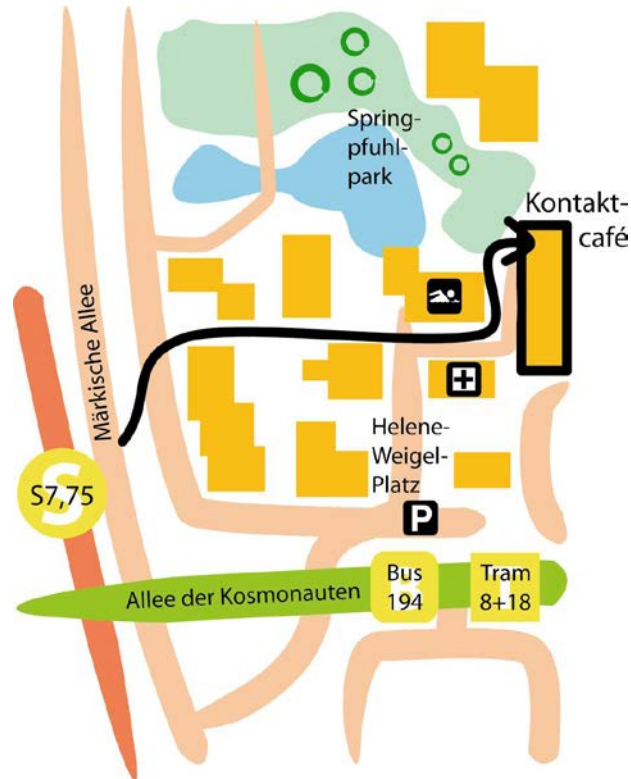 Spring-
pfuhl-
park
Kontakt-
café
Märkische Allee
S
S7,75
Helene-
Weigel-
Platz
P
Allee der Kosmonauten
B
Bus
194
T
Tram
8+18